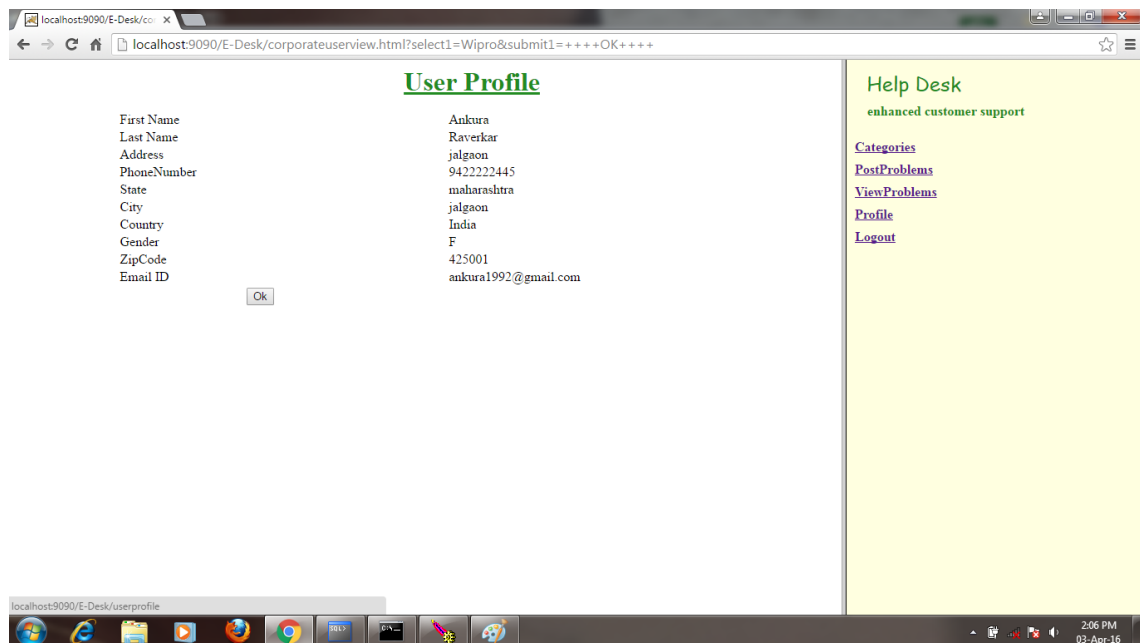 localhost:9090/E-Desk/co
localhost:9090/E-Desk/corporateuserview.html?select1=Wipro&submit1=++++OK++++
User Profile
First Name Ankura
Last Name Raverkar
Address jalgaon
PhoneNumber 9422222445
State maharashtra
City jalgaon
Country India
Gender F
ZipCode 425001
Email ID ankura1992@gmail.com
Ok
Help Desk
enhanced customer support
Categories
PostProblems
ViewProblems
Profile
Logout
localhost:9090/E-Desk/userprofile
SQL>
C:\_
2:06 PM
03-Apr-16